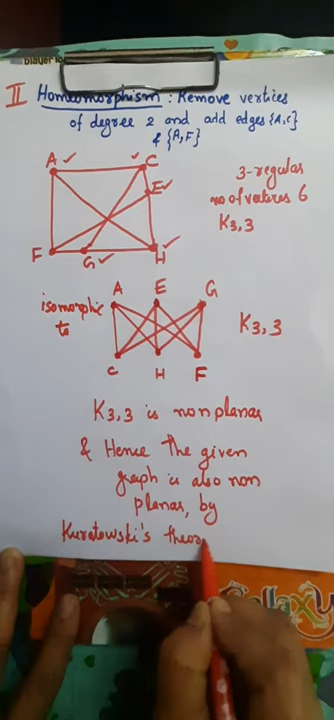 blayer
II Homeomorphism : Remove vertices
of degree 2 and add edges {A,C}
& {A,F}
A C
E
F G H
3-regular
no of vertices 6
K3,3
isomorphic
to
A E G
C H F
K3,3
K3,3 is nonplanar
& Hence The given
graph is also non
planar, by
Kuratowski's theor